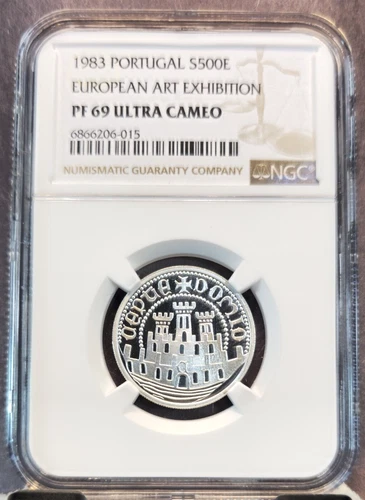 1983 PORTUGAL S500E
EUROPEAN ART EXHIBITION
PF 69 ULTRA CAMEO
6866206-015
NUMISMATIC GUARANTY COMPANY
NGC